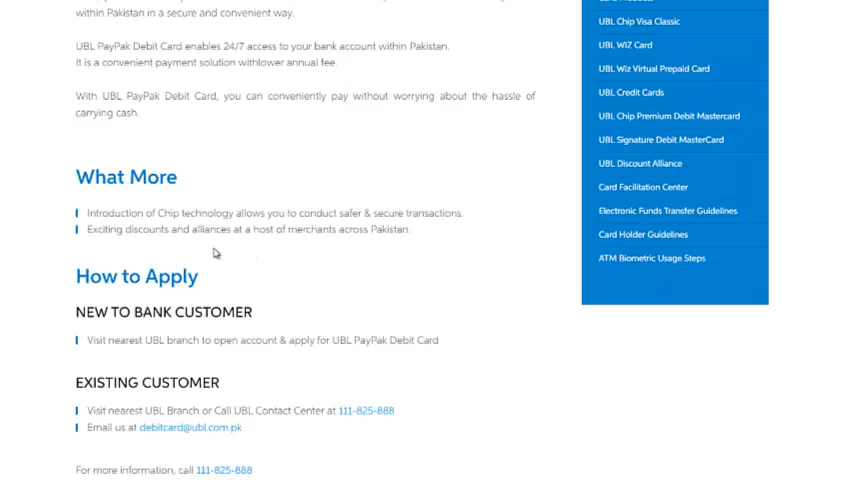 within Pakistan in a secure and convenient way.
UBL PayPak Debit Card enables 24/7 access to your bank account within Pakistan.
It is a convenient payment solution withlower annual fee.
With UBL PayPak Debit Card, you can conveniently pay without worrying about the hassle of
carrying cash.
What More
Introduction of Chip technology allows you to conduct safer & secure transactions.
Exciting discounts and alliances at a host of merchants across Pakistan.
How to Apply
NEW TO BANK CUSTOMER
Visit nearest UBL branch to open account & apply for UBL PayPak Debit Card
EXISTING CUSTOMER
Visit nearest UBL Branch or Call UBL Contact Center at 111-825-888
Email us at debitcard@ubl.com.pk
For more information, call 111-825-888
UBL Chip Visa Classic
UBL WIZ Card
UBL Wiz Virtual Prepaid Card
UBL Credit Cards
UBL Chip Premium Debit Mastercard
UBL Signature Debit MasterCard
UBL Discount Alliance
Card Facilitation Center
Electronic Funds Transfer Guidelines
Card Holder Guidelines
ATM Biometric Usage Steps